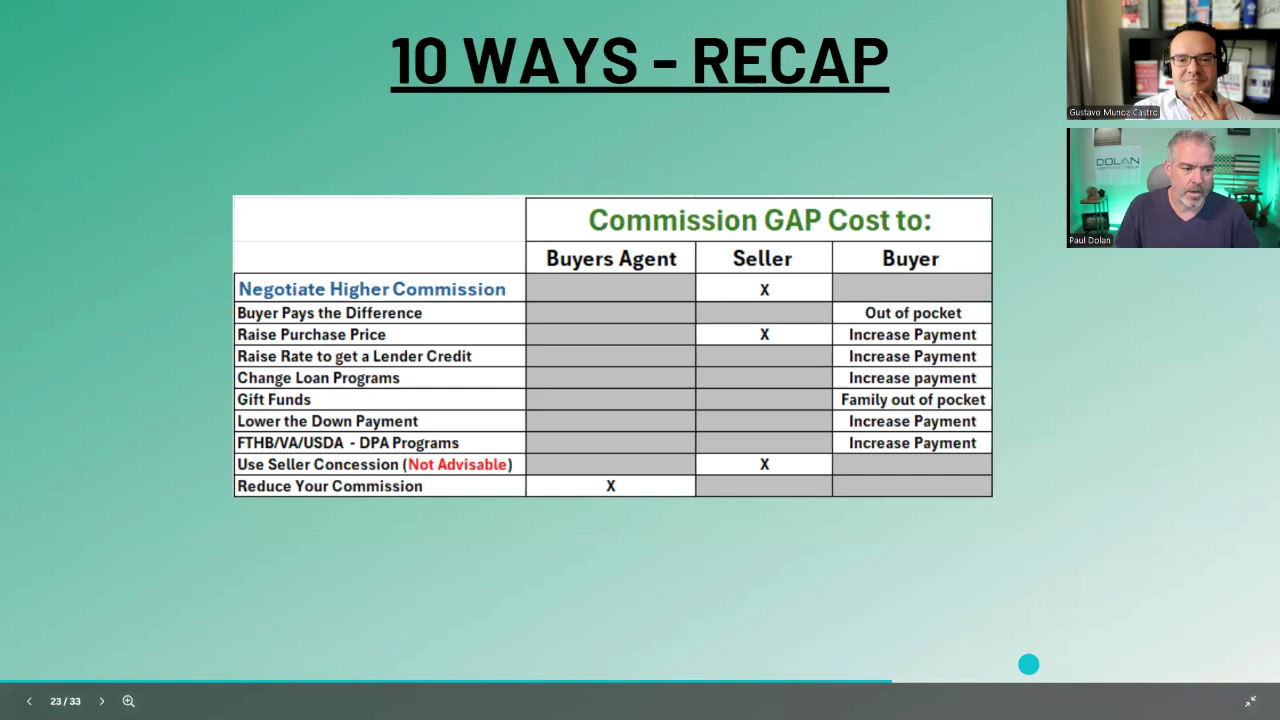 10 WAYS - RECAP
Commission GAP Cost to:
Buyers Agent Seller Buyer
Negotiate Higher Commission X
Buyer Pays the Difference Out of pocket
Raise Purchase Price X Increase Payment
Raise Rate to get a Lender Credit Increase Payment
Change Loan Programs Increase payment
Gift Funds Family out of pocket
Lower the Down Payment Increase Payment
FTHB/VA/USDA - DPA Programs Increase Payment
Use Seller Concession (Not Advisable) X
Reduce Your Commission X
Gustavo Munoz Castro
DOLAN
Paul Dolan
23 / 33